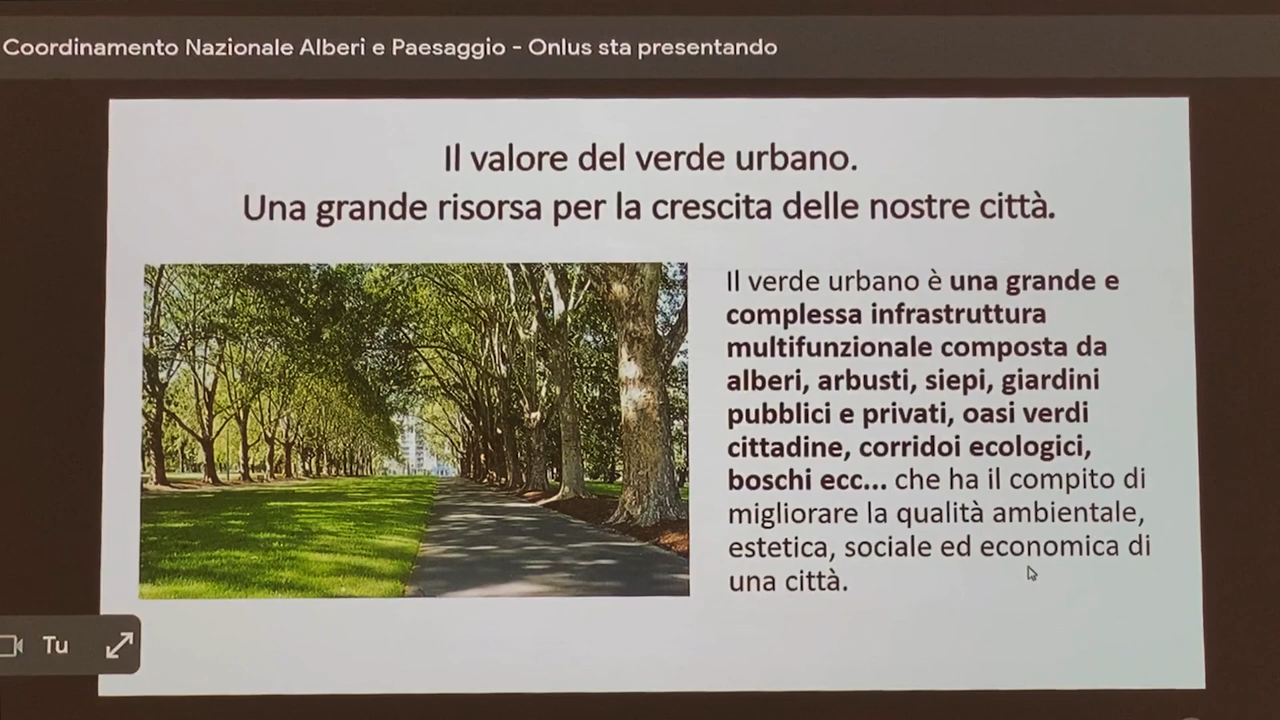 Coordinamento Nazionale Alberi e Paesaggio - Onlus sta presentando
Il valore del verde urbano.
Una grande risorsa per la crescita delle nostre città.
Il verde urbano è una grande e
complessa infrastruttura
multifunzionale composta da
alberi, arbusti, siepi, giardini
pubblici e privati, oasi verdi
cittadine, corridoi ecologici,
boschi ecc... che ha il compito di
migliorare la qualità ambientale,
estetica, sociale ed economica di
una città.
Tu